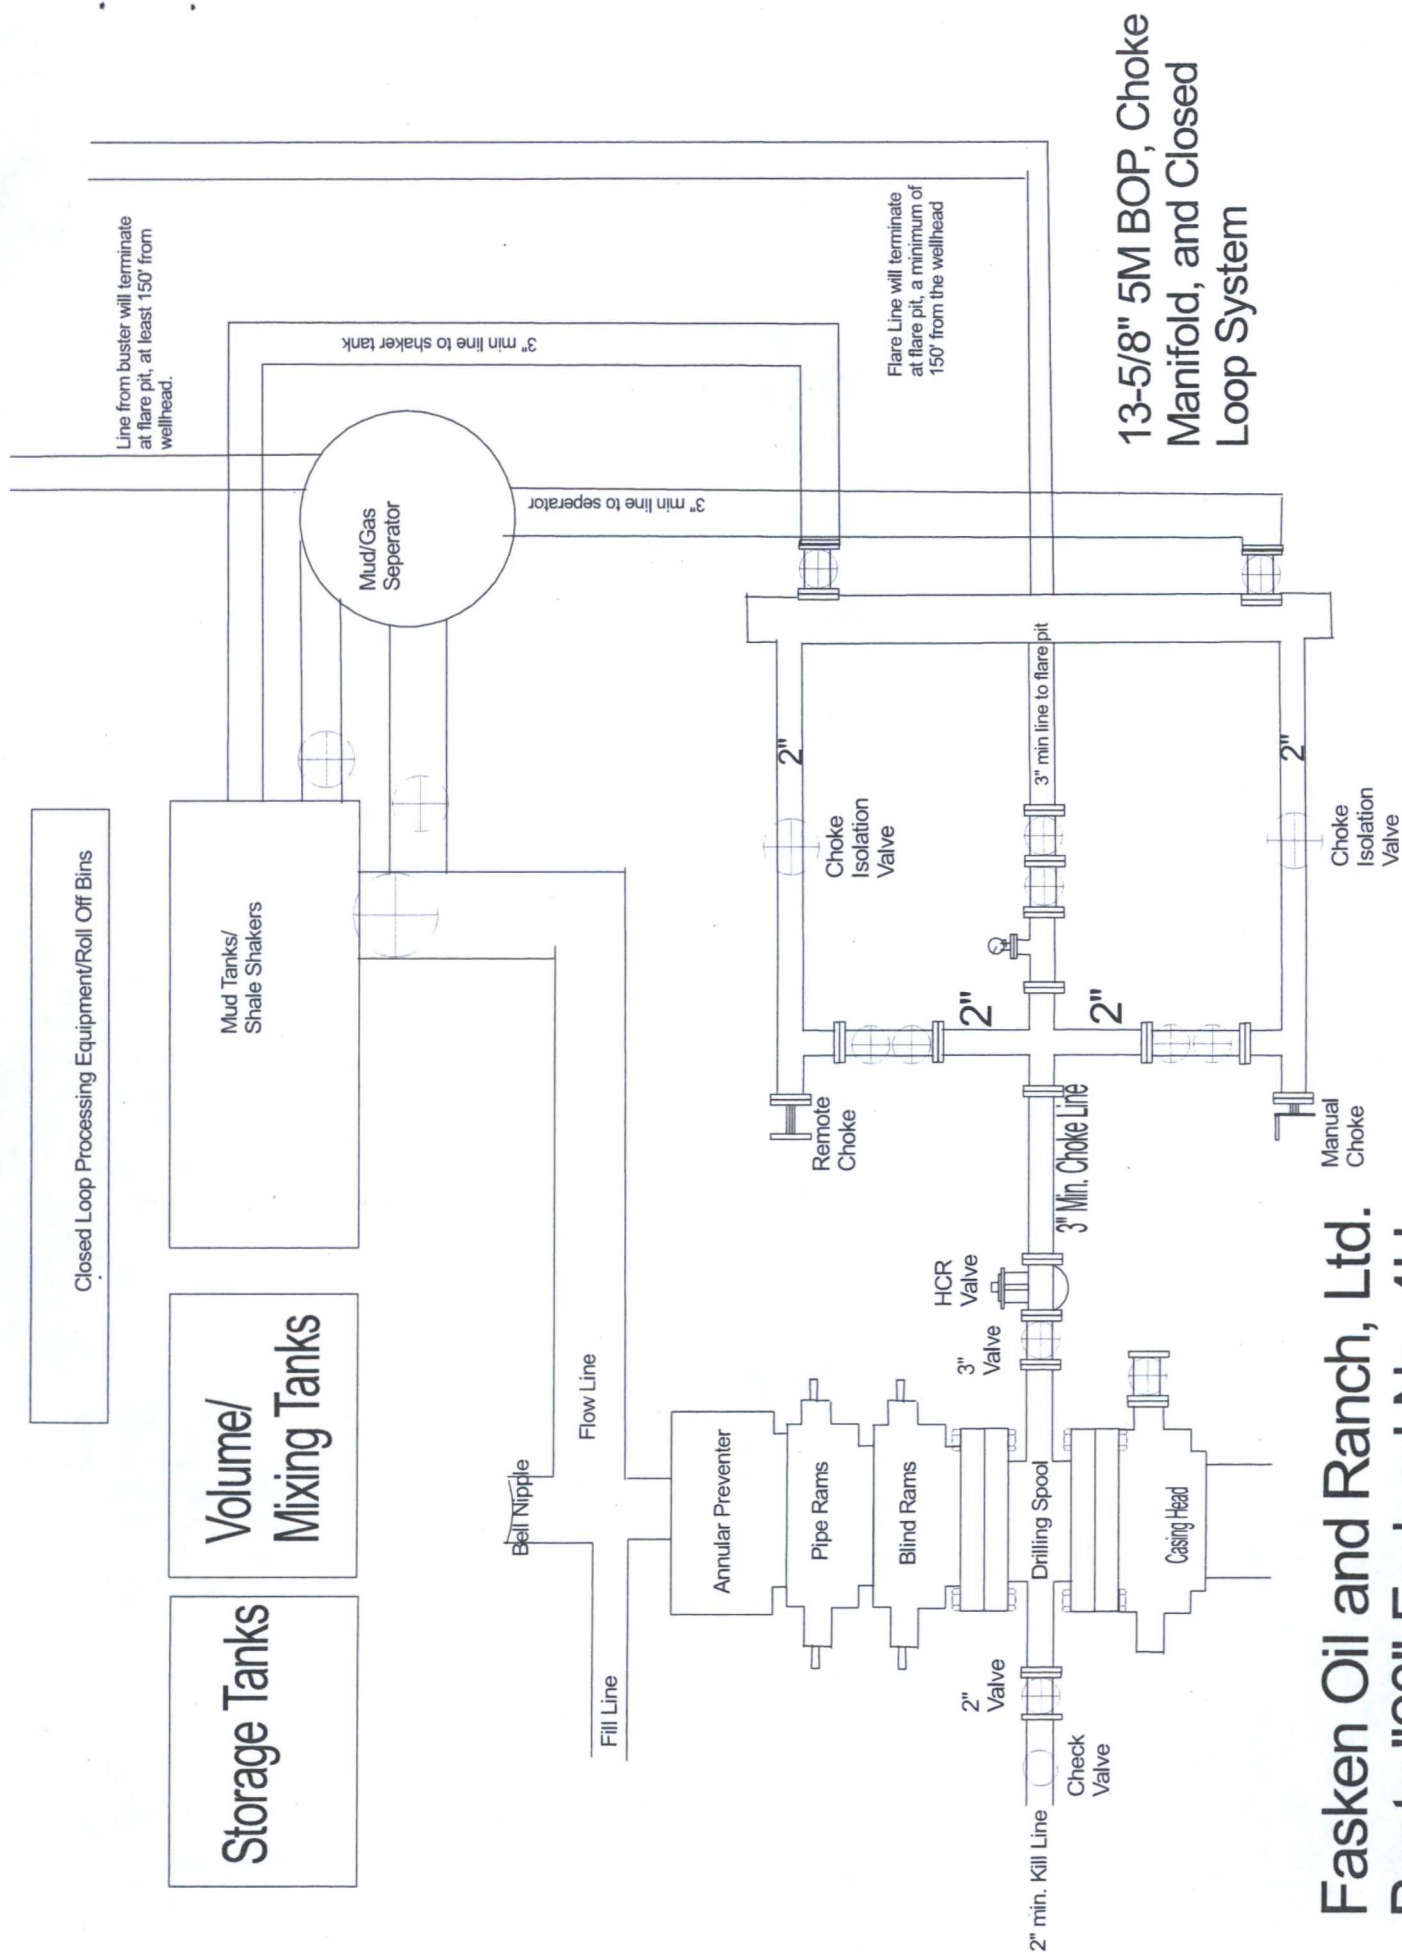 Closed Loop Processing Equipment/Roll Off Bins
Storage Tanks
Volume/
Mixing Tanks
Mud Tanks/
Shale Shakers
Line from buster will terminate
at flare pit, at least 150' from
wellhead.
3" min line to shaker tank
Mud/Gas
Seperator
3" min line to seperator
Flare Line will terminate
at flare pit, a minimum of
150' from the wellhead
Bell Nipple
Flow Line
Fill Line
Annular Preventer
Pipe Rams
Blind Rams
Drilling Spool
Casing Head
2" min. Kill Line
Check
Valve
2"
Valve
3"
Valve
HCR
Valve
3" Min. Choke Line
Remote
Choke
2"
2"
Choke
Isolation
Valve
2"
3" min line to flare pit
Manual
Choke
Choke
Isolation
Valve
2"
13-5/8" 5M BOP, Choke
Manifold, and Closed
Loop System
Fasken Oil and Ranch, Ltd.